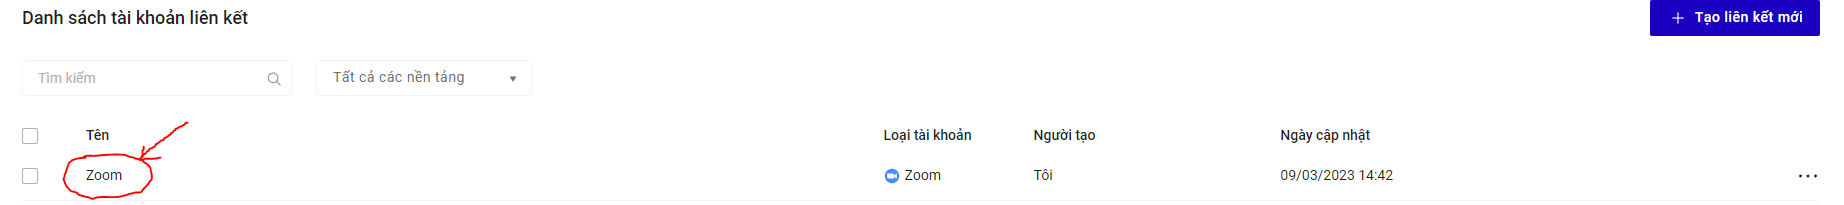 Danh sách tài khoản liên kết
+ Tạo liên kết mới
Tìm kiếm
Tất cả các nền tảng
Tên Loại tài khoản Người tạo Ngày cập nhật
Zoom Zoom Tôi 09/03/2023 14:42